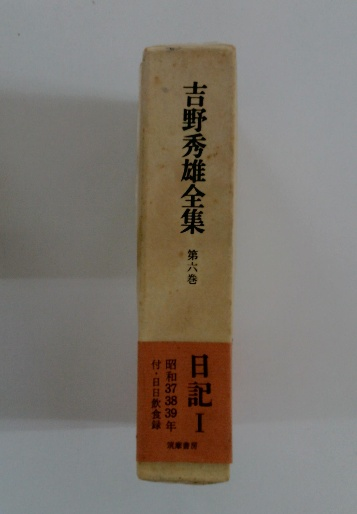 吉野秀雄全集
第六巻
日記 I
昭和37 38 39年
付・日日飲食録
筑摩書房